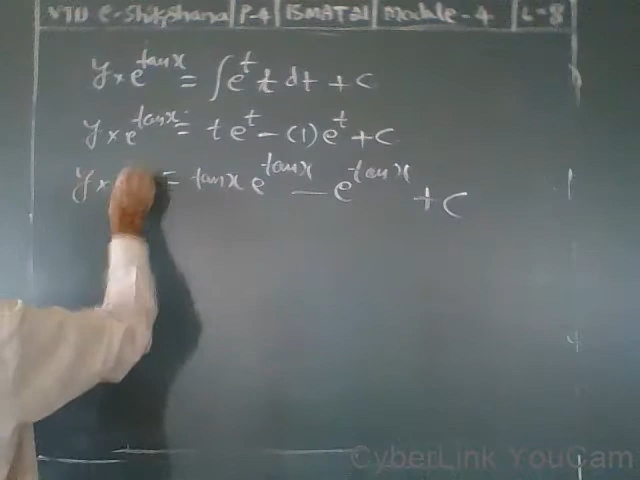 VTU e-Shikshana | P-4 | 15MAT21 | Module-4 | L-8
y × e^tanx = ∫ e^t t dt + C
y × e^tanx = t e^t - (1) e^t + C
y × = tanx e^tanx - e^tanx + C
CyberLink YouCam